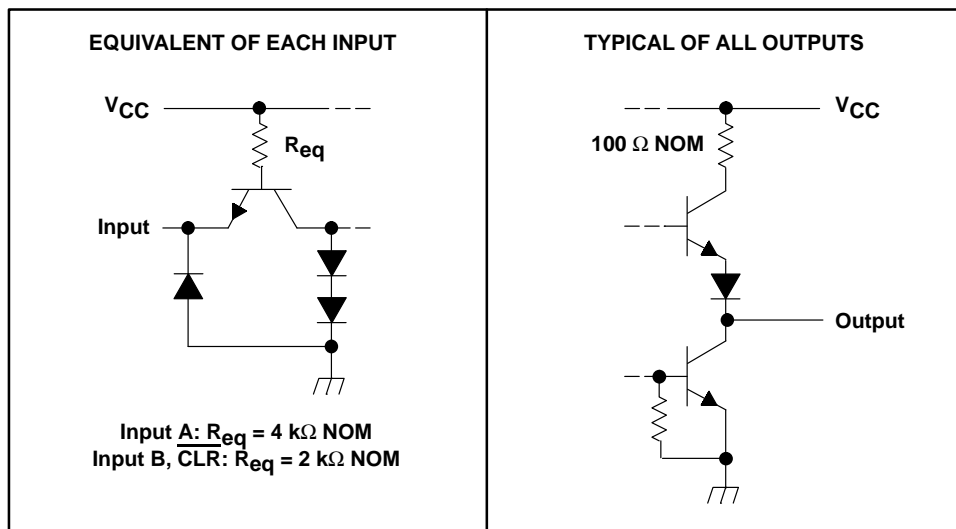 EQUIVALENT OF EACH INPUT
VCC
Req
Input
Input A: Req = 4 kΩ NOM
Input B, C̅L̅R̅: Req = 2 kΩ NOM
TYPICAL OF ALL OUTPUTS
VCC
100 Ω NOM
Output